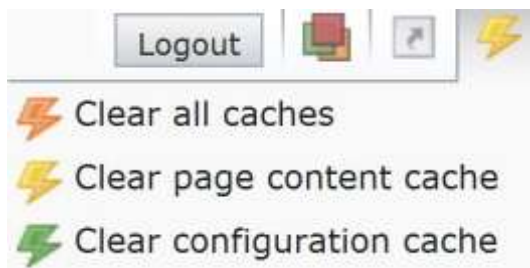 Logout
Clear all caches
Clear page content cache
Clear configuration cache